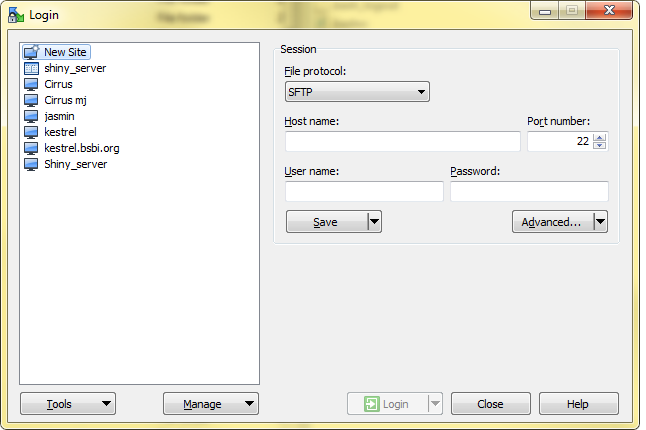 Login
New Site
shiny_server
Cirrus
Cirrus mj
jasmin
kestrel
kestrel.bsbi.org
Shiny_server
Session
File protocol:
SFTP
Host name: Port number:
22
User name: Password:
Save Advanced...
Tools Manage Login Close Help